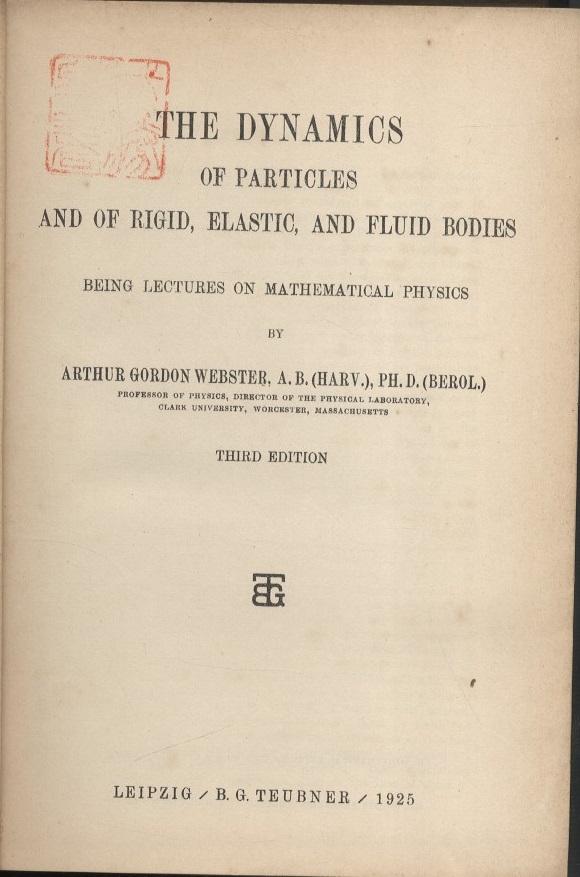 THE DYNAMICS
OF PARTICLES
AND OF RIGID, ELASTIC, AND FLUID BODIES
BEING LECTURES ON MATHEMATICAL PHYSICS
BY
ARTHUR GORDON WEBSTER, A. B. (HARV.), PH. D. (BEROL.)
PROFESSOR OF PHYSICS, DIRECTOR OF THE PHYSICAL LABORATORY,
CLARK UNIVERSITY, WORCESTER, MASSACHUSETTS
THIRD EDITION
BTG
LEIPZIG / B. G. TEUBNER / 1925